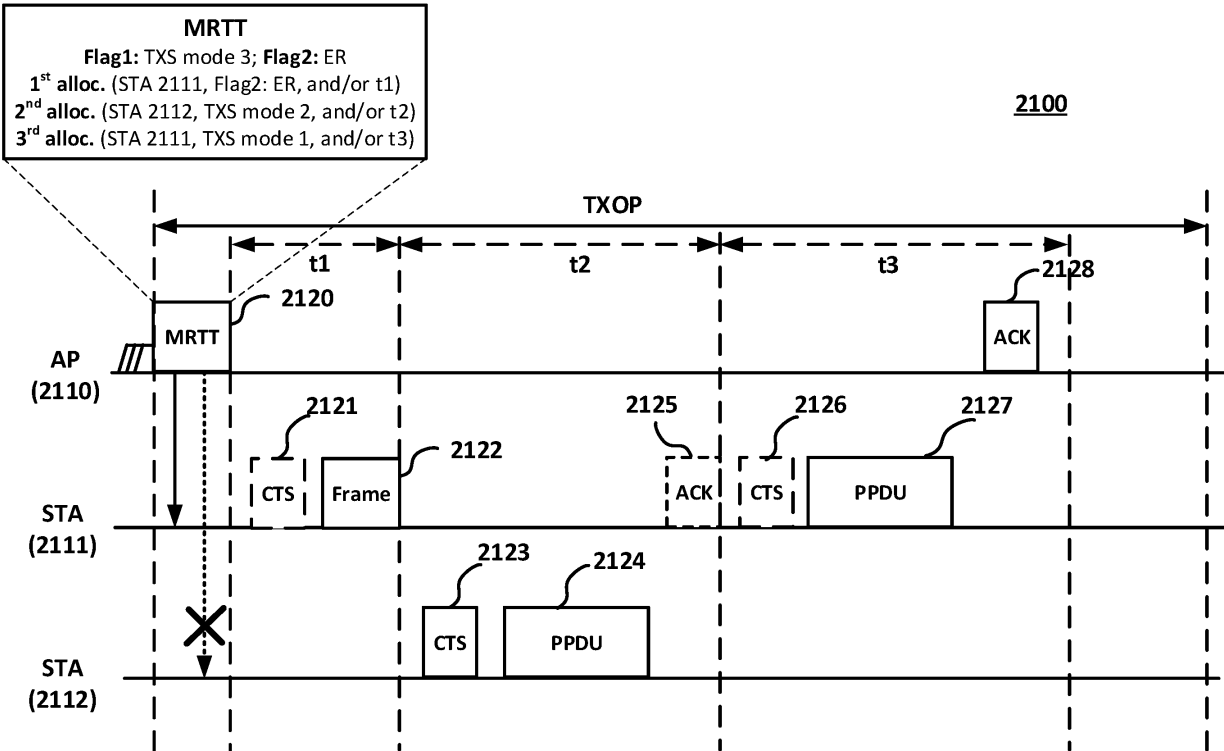 MRTT
Flag1: TXS mode 3; Flag2: ER
1st alloc. (STA 2111, Flag2: ER, and/or t1)
2nd alloc. (STA 2112, TXS mode 2, and/or t2)
3rd alloc. (STA 2111, TXS mode 1, and/or t3)
2100
TXOP
t1 t2 t3
2120 2128
MRTT ACK
AP
(2110)
2121 2125 2126 2127
2122
CTS Frame ACK CTS PPDU
STA
(2111)
2123 2124
CTS PPDU
STA
(2112)